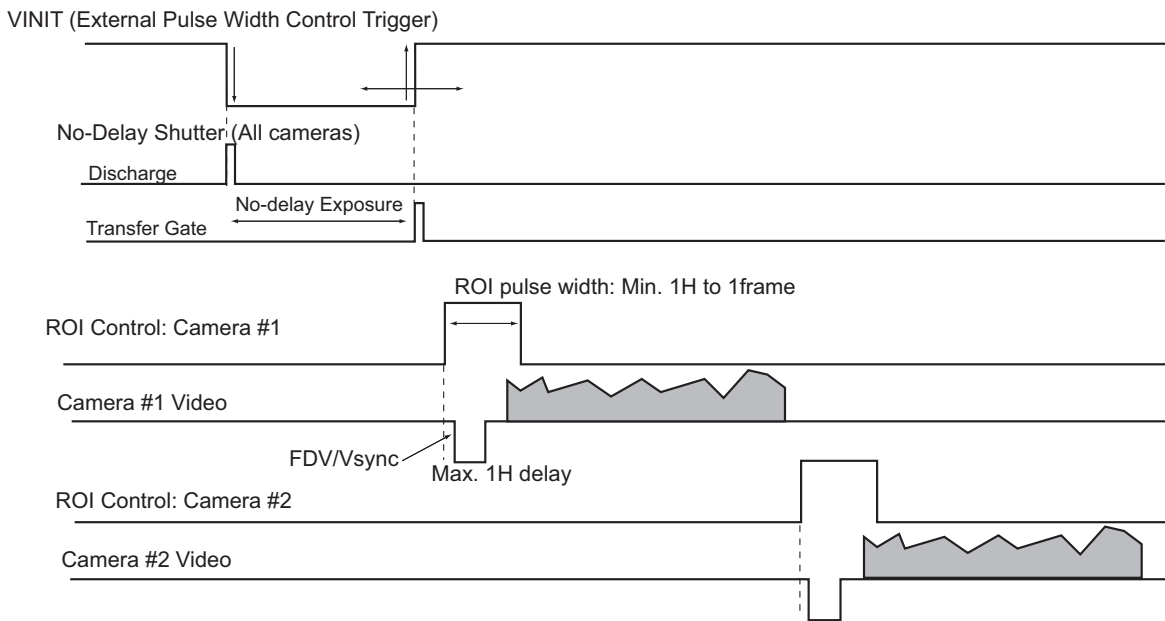 VINIT (External Pulse Width Control Trigger)
No-Delay Shutter (All cameras)
Discharge
No-delay Exposure
Transfer Gate
ROI pulse width: Min. 1H to 1frame
ROI Control: Camera #1
Camera #1 Video
FDV/Vsync
Max. 1H delay
ROI Control: Camera #2
Camera #2 Video